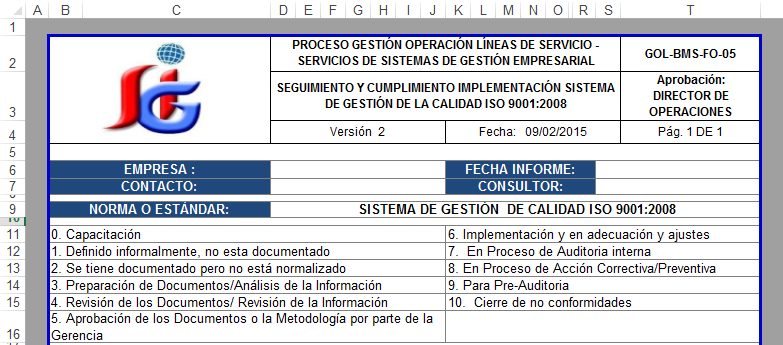 A B C D E F G H I J K L M N O R S T
1
2
3
4
5
6
7
9
10
11
12
13
14
15
16
PROCESO GESTIÓN OPERACIÓN LÍNEAS DE SERVICIO -
SERVICIOS DE SISTEMAS DE GESTIÓN EMPRESARIAL
GOL-BMS-FO-05
SEGUIMIENTO Y CUMPLIMIENTO IMPLEMENTACIÓN SISTEMA
DE GESTIÓN DE LA CALIDAD ISO 9001:2008
Aprobación:
DIRECTOR DE
OPERACIONES
Versión 2
Fecha: 09/02/2015
Pág. 1 DE 1
EMPRESA :
FECHA INFORME:
CONTACTO:
CONSULTOR:
NORMA O ESTÁNDAR:
SISTEMA DE GESTIÓN DE CALIDAD ISO 9001:2008
0. Capacitación
6. Implementación y en adecuación y ajustes
1. Definido informalmente, no esta documentado
7. En Proceso de Auditoria interna
2. Se tiene documentado pero no está normalizado
8. En Proceso de Acción Correctiva/Preventiva
3. Preparación de Documentos/Análisis de la Información
9. Para Pre-Auditoria
4. Revisión de los Documentos/ Revisión de la Información
10. Cierre de no conformidades
5. Aprobación de los Documentos o la Metodología por parte de la
Gerencia